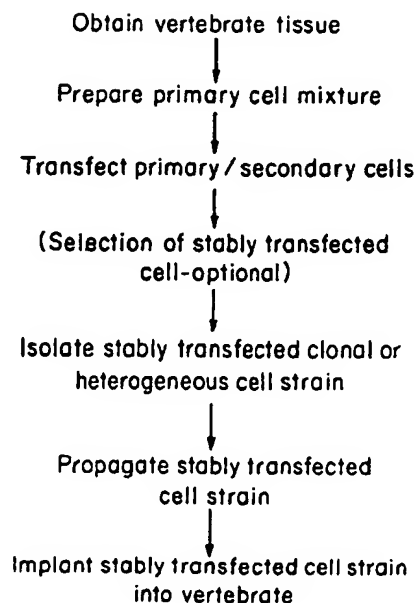 Obtain vertebrate tissue
Prepare primary cell mixture
Transfect primary/secondary cells
(Selection of stably transfected
cell-optional)
Isolate stably transfected clonal or
heterogeneous cell strain
Propagate stably transfected
cell strain
Implant stably transfected cell strain
into vertebrate